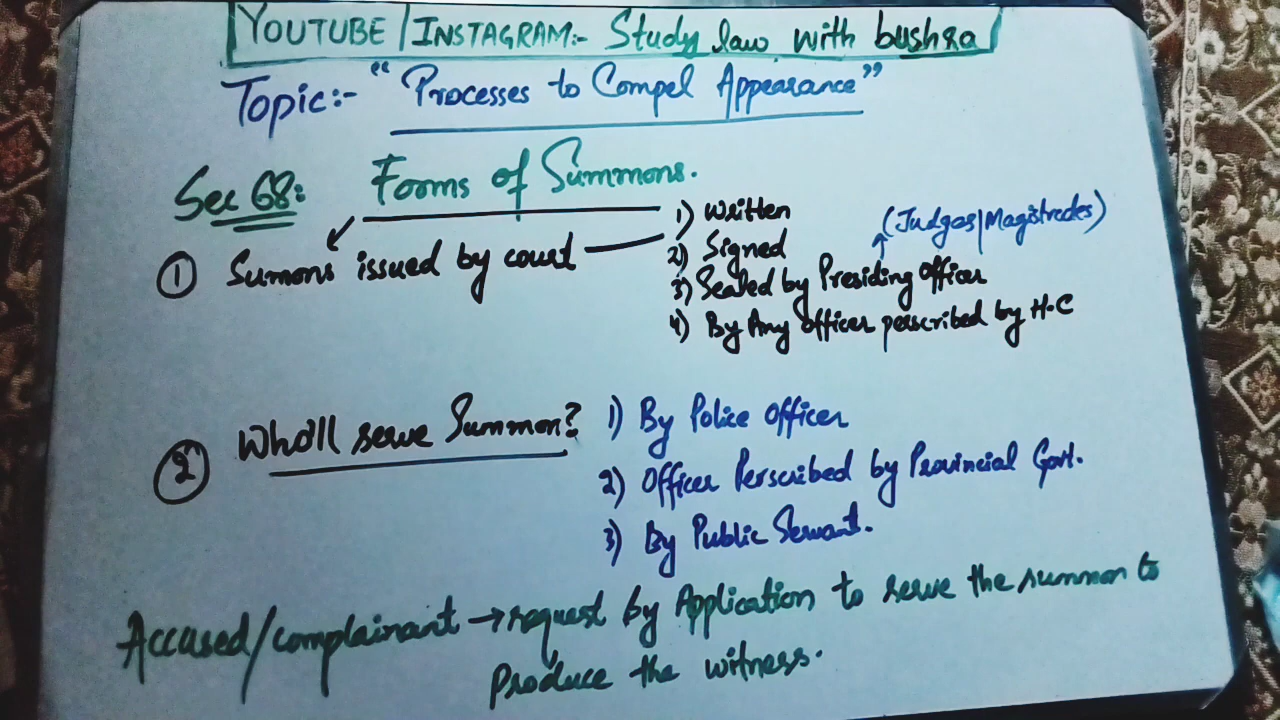 YOUTUBE/INSTAGRAM:- Study law with bushra
Topic:- "Processes to Compel Appearance"
Sec 68: Forms of Summons.
① Sumons issued by court
1) Written
2) Signed
3) Sealed by Presiding Officer
(Judges/Magistredes)
4) By Any officer perscribed by H.C
② Who'll serve Summon?
1) By Police Officer
2) Officer Perscribed by Provincial Govt.
3) By Public Servant.
Accused/complainant → request by Application to serve the summon to
Produce the witness.